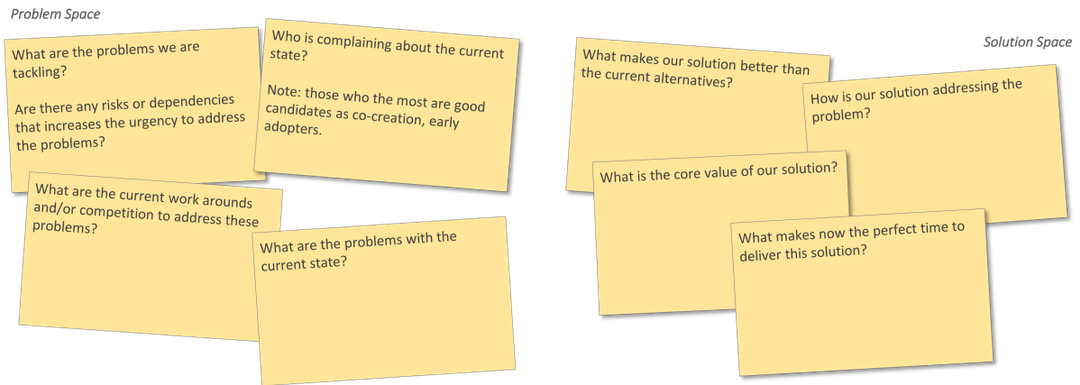 Problem Space
What are the problems we are
tackling?
Are there any risks or dependencies
that increases the urgency to address
the problems?
Who is complaining about the current
state?
Note: those who the most are good
candidates as co-creation, early
adopters.
What are the current work arounds
and/or competition to address these
problems?
What are the problems with the
current state?
Solution Space
What makes our solution better than
the current alternatives?
How is our solution addressing the
problem?
What is the core value of our solution?
What makes now the perfect time to
deliver this solution?